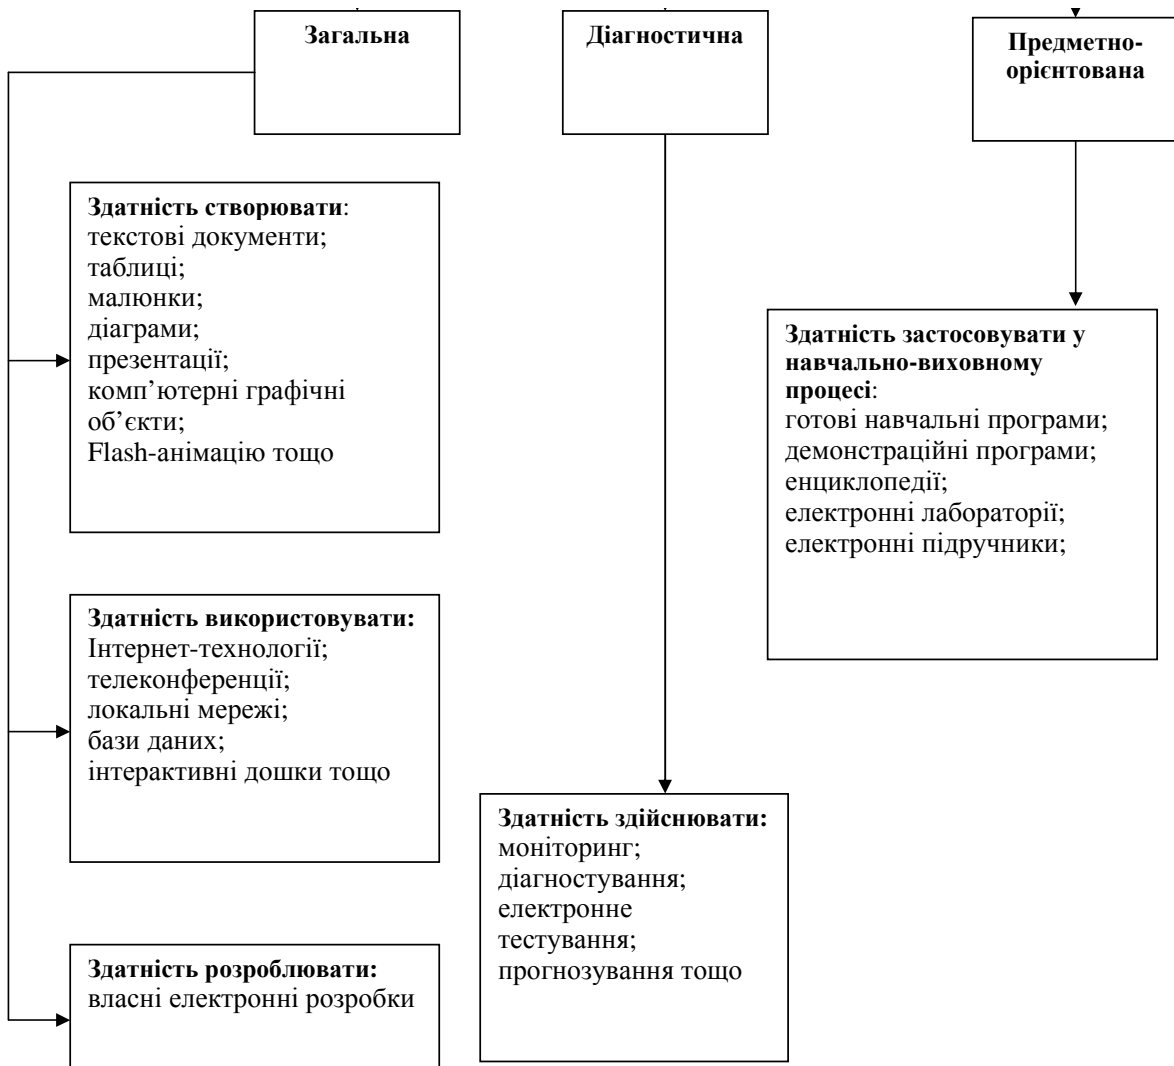 Загальна
Діагностична
Предметно-
орієнтована
Здатність створювати:
текстові документи;
таблиці;
малюнки;
діаграми;
презентації;
комп’ютерні графічні
об’єкти;
Flash-анімацію тощо
Здатність застосовувати у
навчально-виховному
процесі:
готові навчальні програми;
демонстраційні програми;
енциклопедії;
електронні лабораторії;
електронні підручники;
Здатність використовувати:
Інтернет-технології;
телеконференції;
локальні мережі;
бази даних;
інтерактивні дошки тощо
Здатність здійснювати:
моніторинг;
діагностування;
електронне
тестування;
прогнозування тощо
Здатність розроблювати:
власні електронні розробки